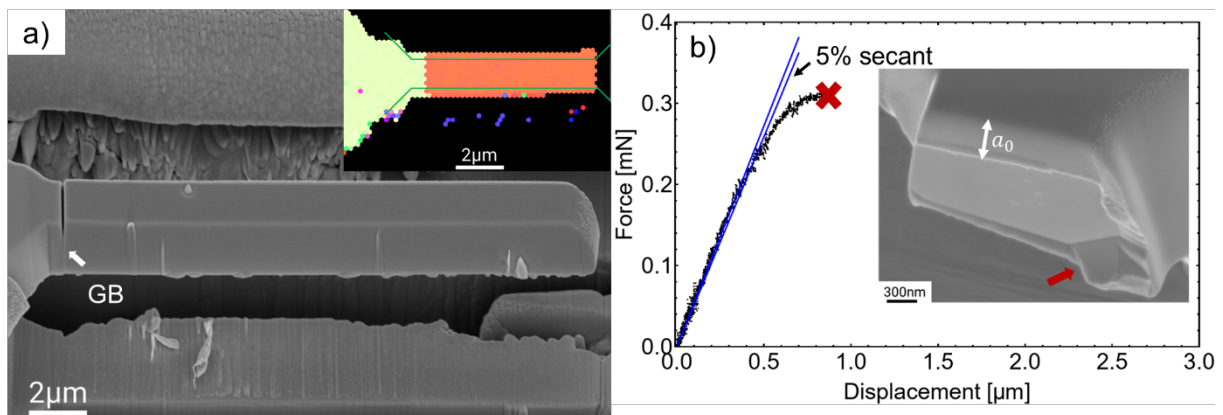 a)
2µm
GB
2µm
b)
0.4
0.3
0.2
0.1
0.0
Force [mN]
5% secant
a₀
300nm
0.0
0.5
1.0
1.5
2.0
2.5
3.0
Displacement [µm]